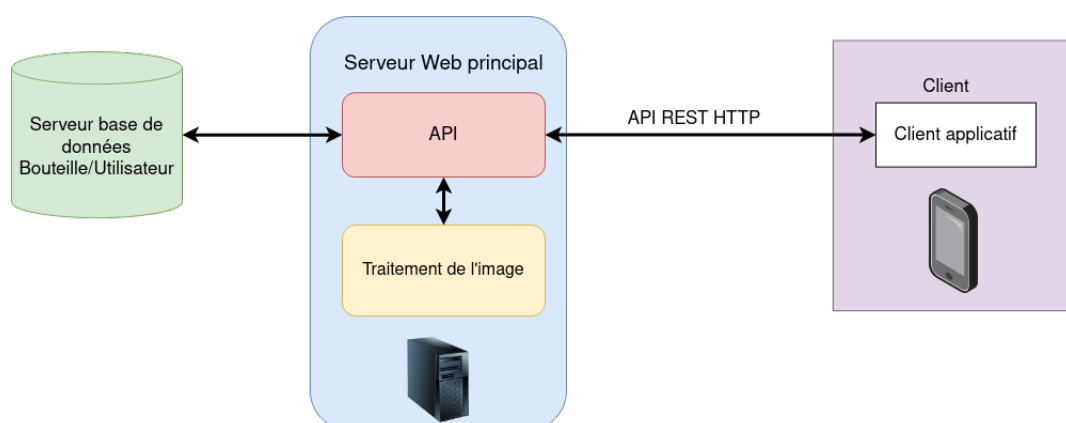 Serveur base de
données
Bouteille/Utilisateur
Serveur Web principal
API
Traitement de l'image
API REST HTTP
Client
Client applicatif